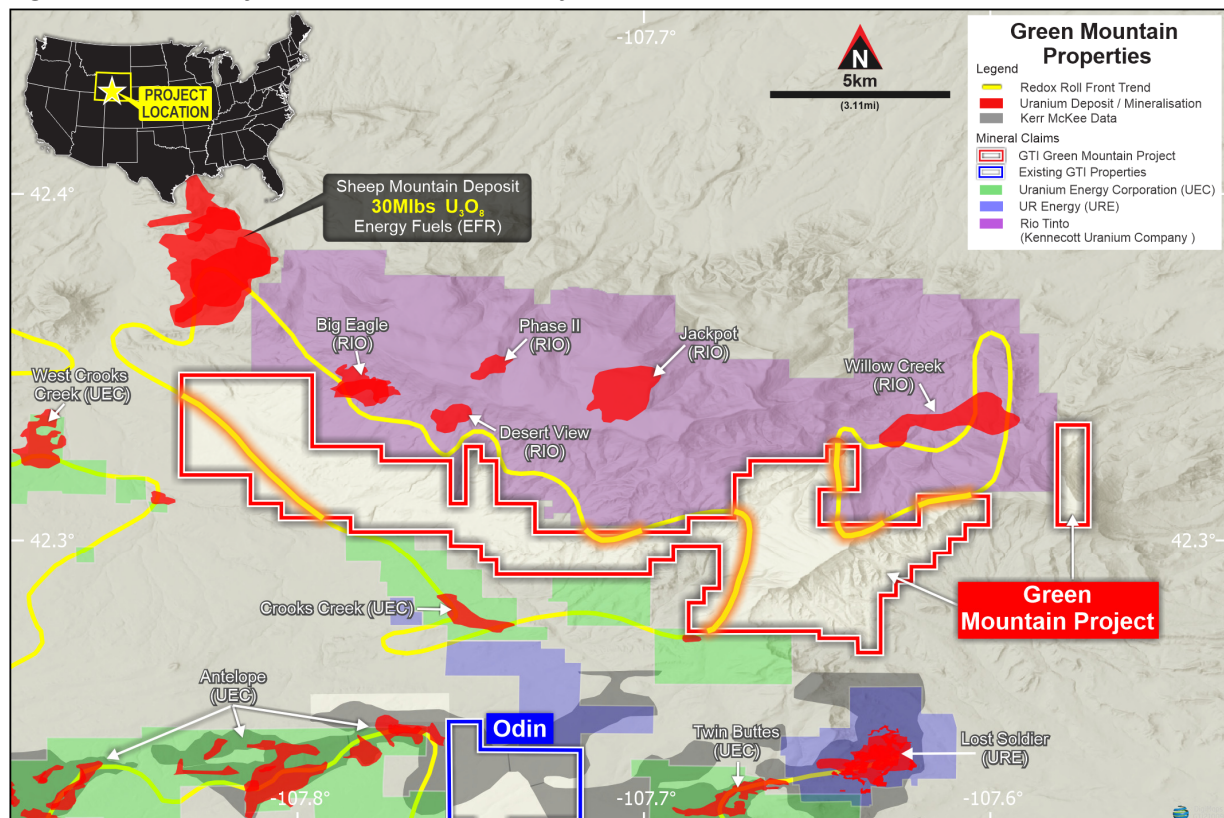 -107.7°
N
5km
(3.11mi)
Green Mountain
Properties
Legend
Redox Roll Front Trend
Uranium Deposit / Mineralisation
Kerr McKee Data
Mineral Claims
GTI Green Mountain Project
Existing GTI Properties
Uranium Energy Corporation (UEC)
UR Energy (URE)
Rio Tinto
(Kennecott Uranium Company )
PROJECT
LOCATION
42.4°
Sheep Mountain Deposit
30Mlbs U₃O₈
Energy Fuels (EFR)
Big Eagle
(RIO)
Phase II
(RIO)
Jackpot
(RIO)
Willow Creek
(RIO)
West Crooks
Creek (UEC)
Desert View
(RIO)
42.3°
42.3°
Crooks Creek (UEC)
Green
Mountain Project
Antelope
(UEC)
Odin
Twin Buttes
(UEC)
Lost Soldier
(URE)
-107.8°
-107.7°
-107.6°